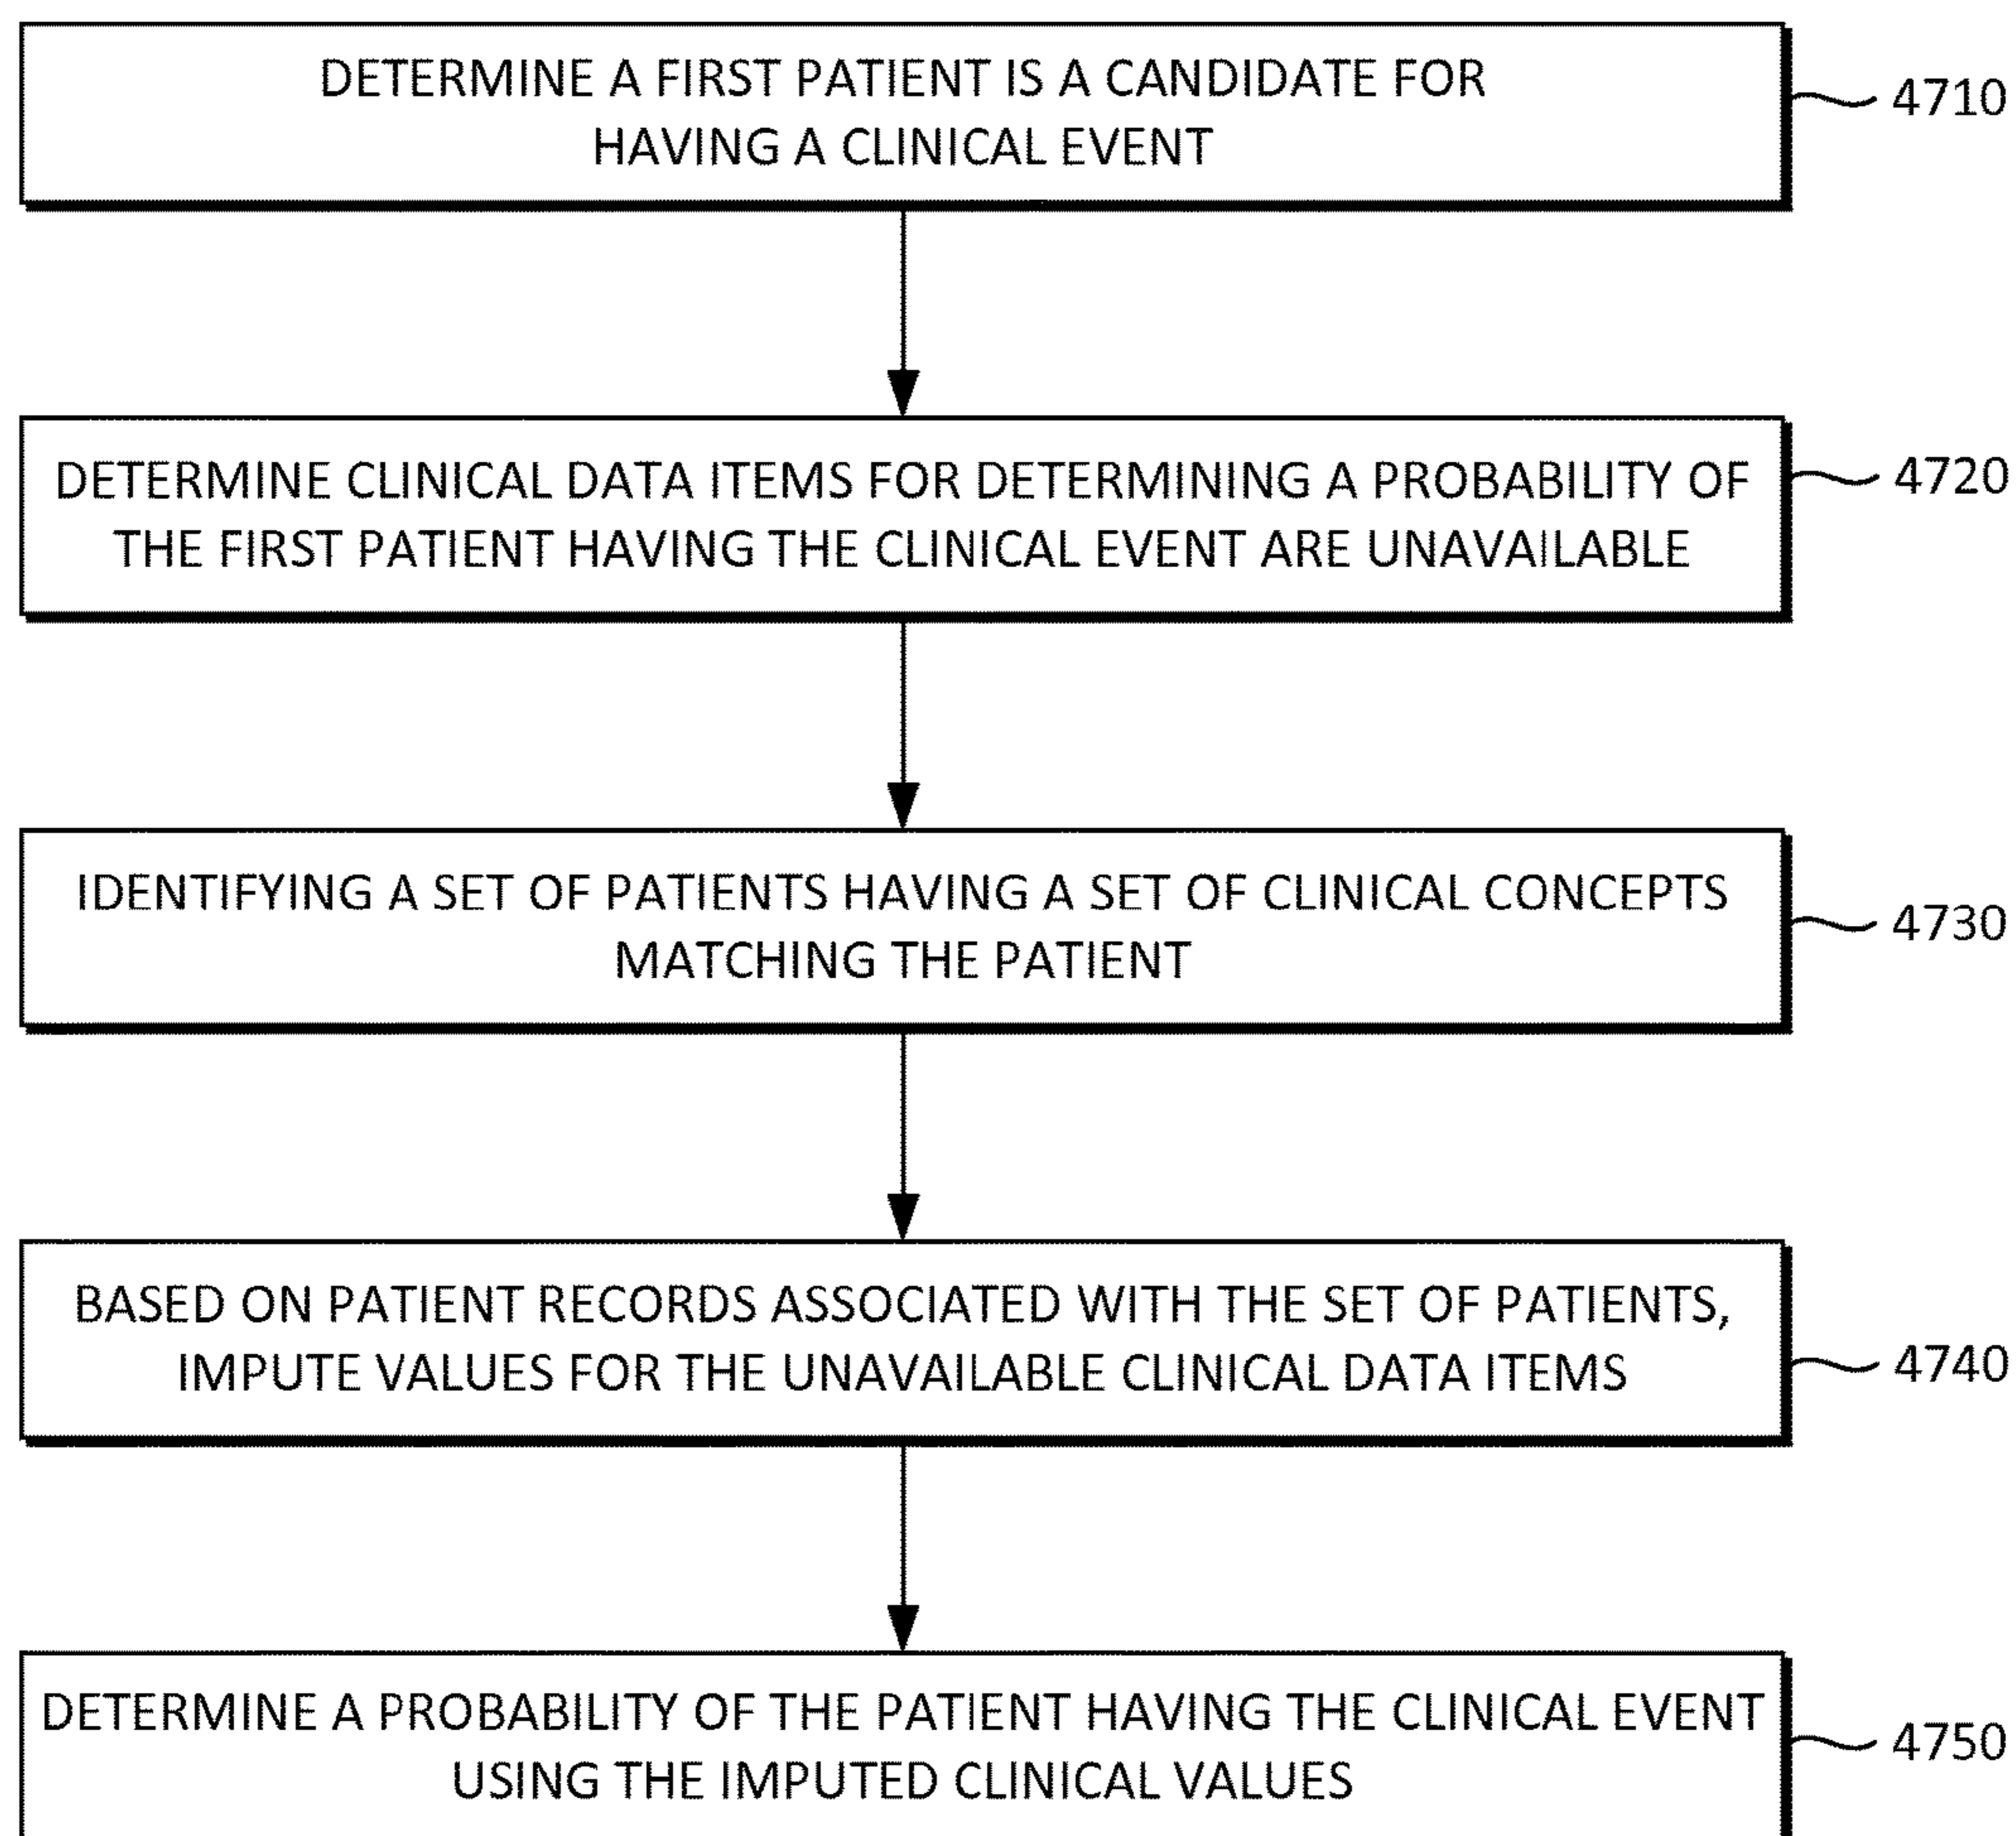 DETERMINE A FIRST PATIENT IS A CANDIDATE FOR
HAVING A CLINICAL EVENT
4710
DETERMINE CLINICAL DATA ITEMS FOR DETERMINING A PROBABILITY OF
THE FIRST PATIENT HAVING THE CLINICAL EVENT ARE UNAVAILABLE
4720
IDENTIFYING A SET OF PATIENTS HAVING A SET OF CLINICAL CONCEPTS
MATCHING THE PATIENT
4730
BASED ON PATIENT RECORDS ASSOCIATED WITH THE SET OF PATIENTS,
IMPUTE VALUES FOR THE UNAVAILABLE CLINICAL DATA ITEMS
4740
DETERMINE A PROBABILITY OF THE PATIENT HAVING THE CLINICAL EVENT
USING THE IMPUTED CLINICAL VALUES
4750